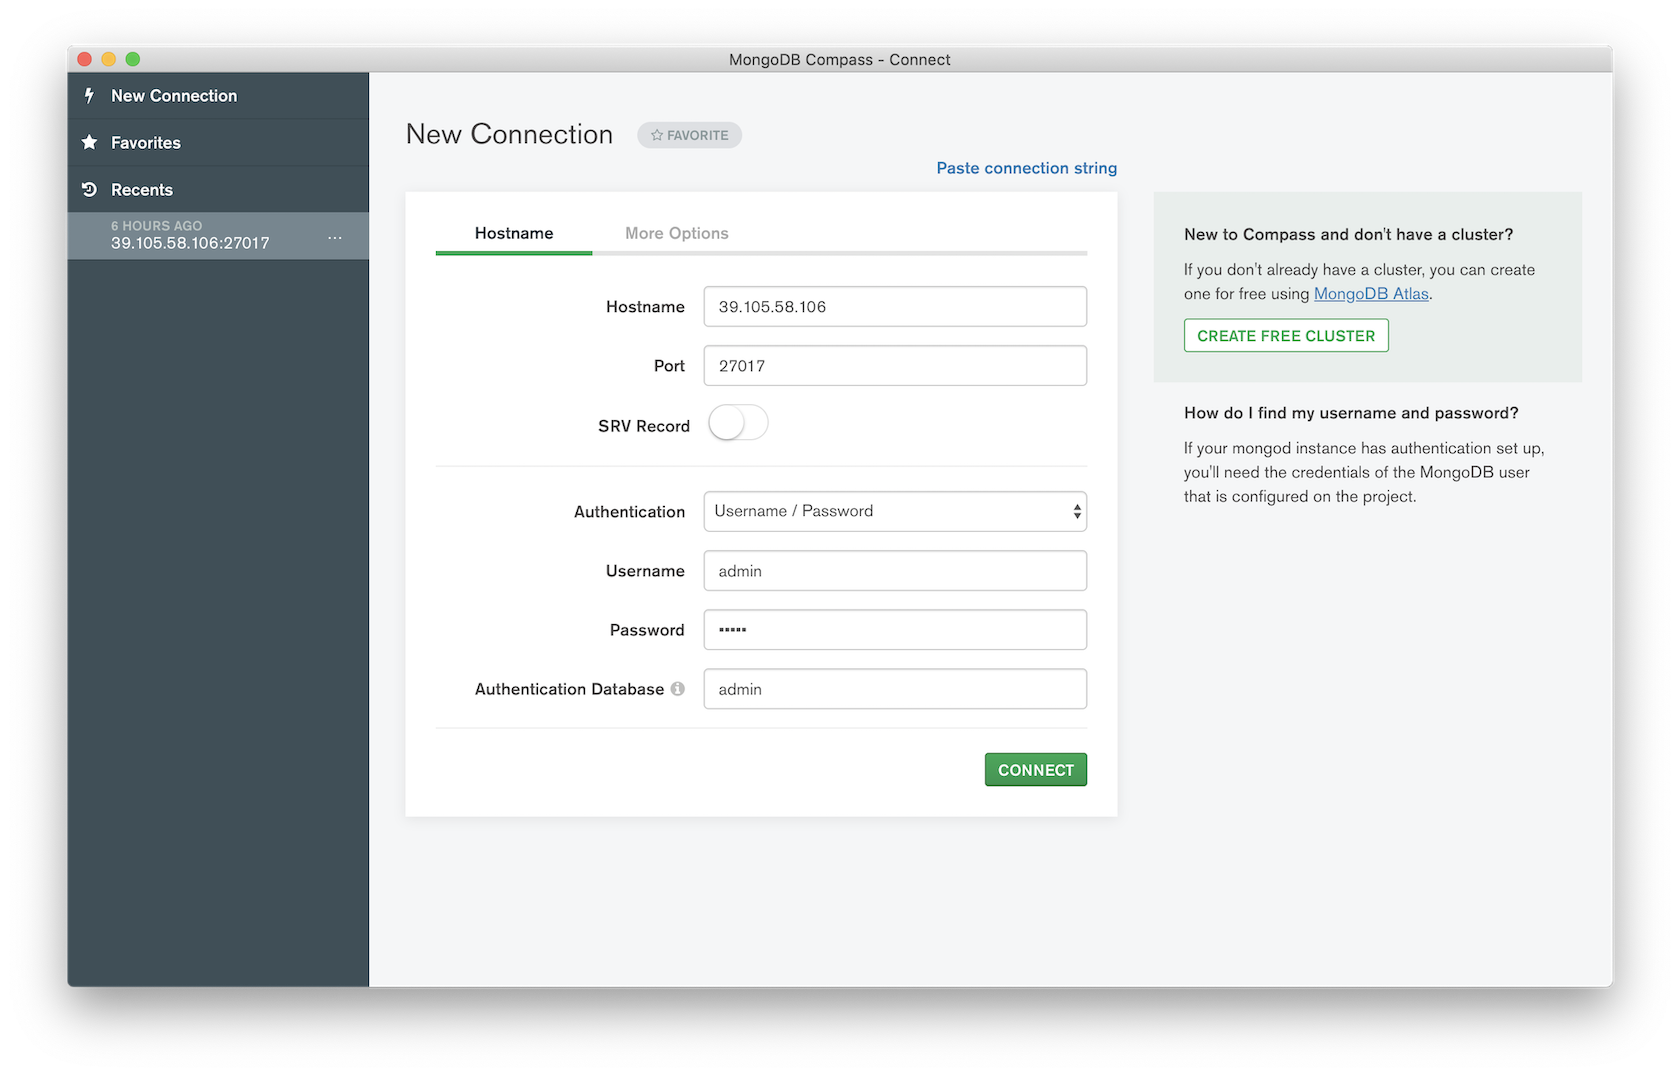 MongoDB Compass - Connect
New Connection
Favorites
Recents
6 HOURS AGO
39.105.58.106:27017
...
New Connection
FAVORITE
Paste connection string
Hostname
More Options
Hostname
39.105.58.106
Port
27017
SRV Record
Authentication
Username / Password
Username
admin
Password
•••••
Authentication Database
admin
CONNECT
New to Compass and don't have a cluster?
If you don't already have a cluster, you can create
one for free using MongoDB Atlas.
CREATE FREE CLUSTER
How do I find my username and password?
If your mongod instance has authentication set up,
you'll need the credentials of the MongoDB user
that is configured on the project.